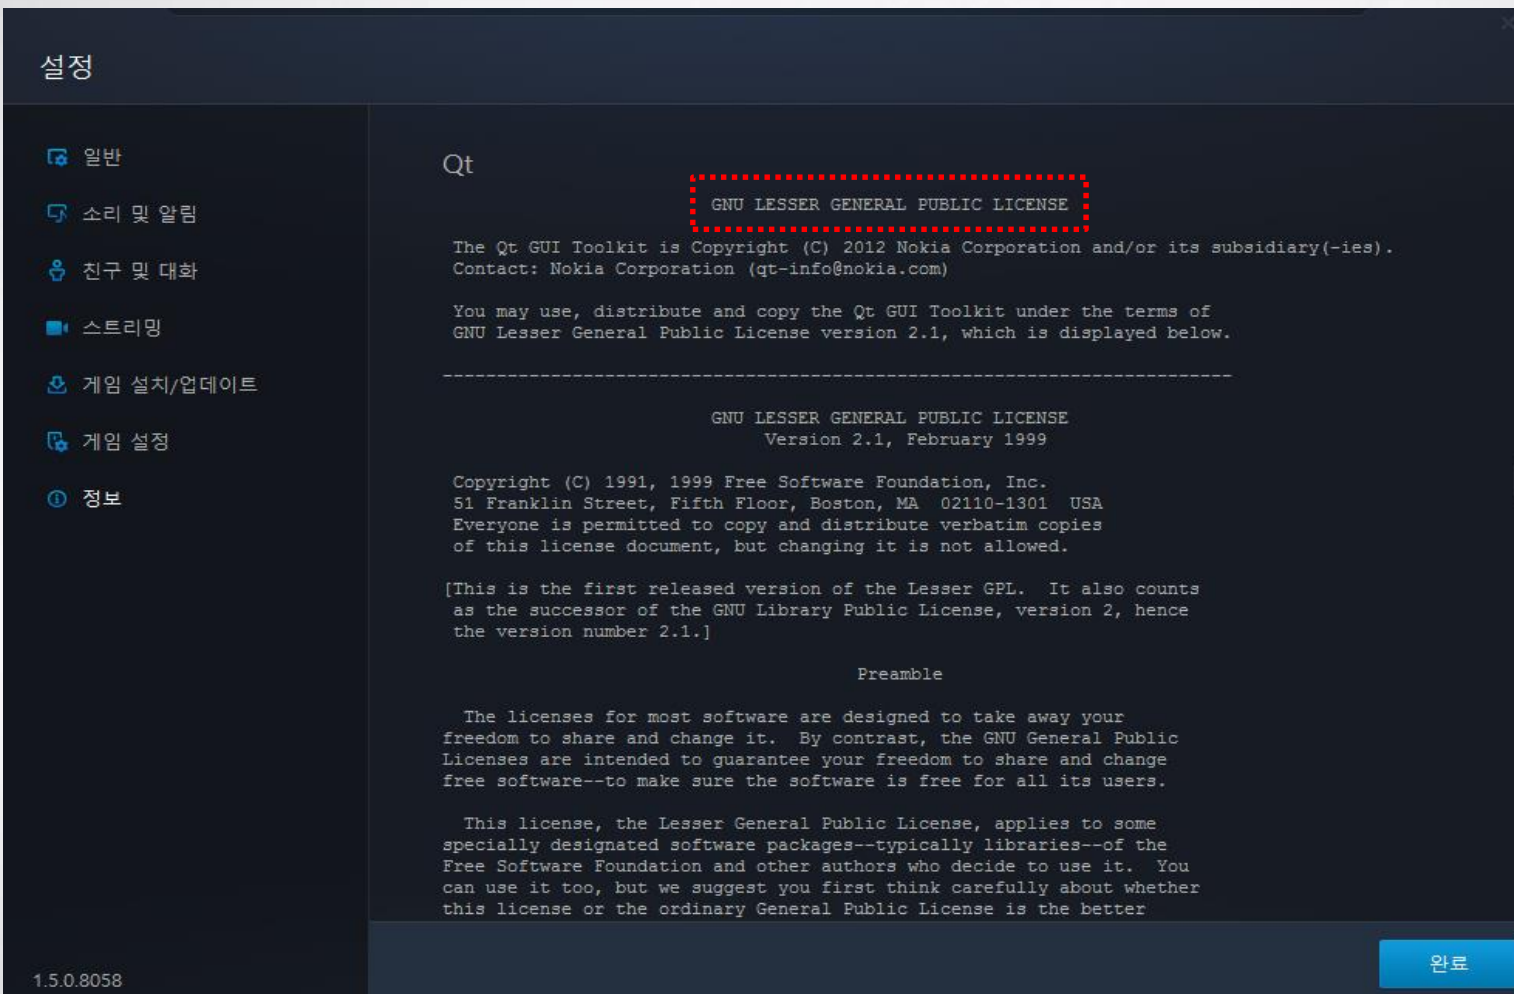 설정
일반
소리 및 알림
친구 및 대화
스트리밍
게임 설치/업데이트
게임 설정
정보
1.5.0.8058
Qt
GNU LESSER GENERAL PUBLIC LICENSE
The Qt GUI Toolkit is Copyright (C) 2012 Nokia Corporation and/or its subsidiary(-ies).
Contact: Nokia Corporation (qt-info@nokia.com)
You may use, distribute and copy the Qt GUI Toolkit under the terms of
GNU Lesser General Public License version 2.1, which is displayed below.
-------------------------------------------------------------------------
GNU LESSER GENERAL PUBLIC LICENSE
Version 2.1, February 1999
Copyright (C) 1991, 1999 Free Software Foundation, Inc.
51 Franklin Street, Fifth Floor, Boston, MA  02110-1301  USA
Everyone is permitted to copy and distribute verbatim copies
of this license document, but changing it is not allowed.
[This is the first released version of the Lesser GPL.  It also counts
as the successor of the GNU Library Public License, version 2, hence
the version number 2.1.]
Preamble
The licenses for most software are designed to take away your
freedom to share and change it.  By contrast, the GNU General Public
Licenses are intended to guarantee your freedom to share and change
free software--to make sure the software is free for all its users.
This license, the Lesser General Public License, applies to some
specially designated software packages--typically libraries--of the
Free Software Foundation and other authors who decide to use it.  You
can use it too, but we suggest you first think carefully about whether
this license or the ordinary General Public License is the better
완료